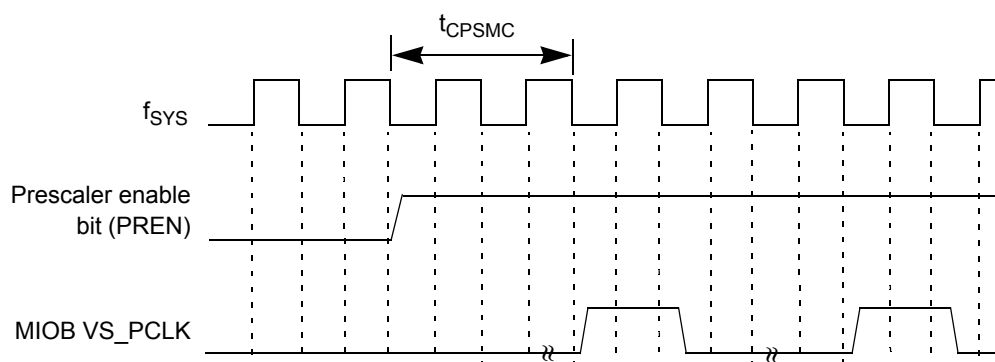 tCPSMC
fSYS
Prescaler enable
bit (PREN)
MIOB VS_PCLK